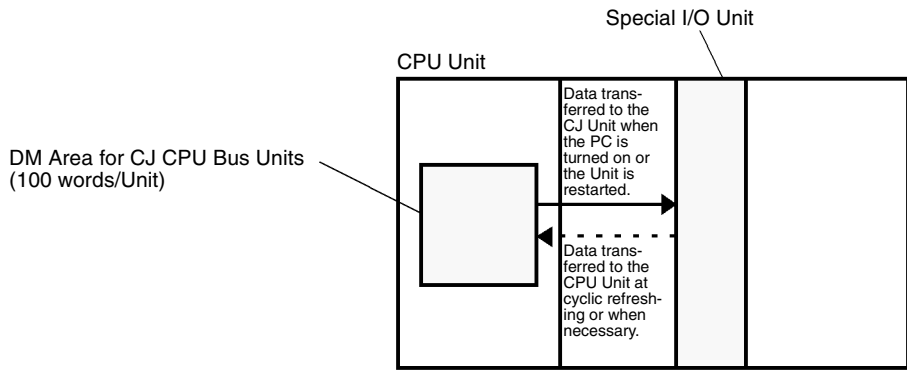 Special I/O Unit
CPU Unit
Data trans-
ferred to the
CJ Unit when
the PC is
turned on or
the Unit is
restarted.
DM Area for CJ CPU Bus Units
(100 words/Unit)
Data trans-
ferred to the
CPU Unit at
cyclic refresh-
ing or when
necessary.